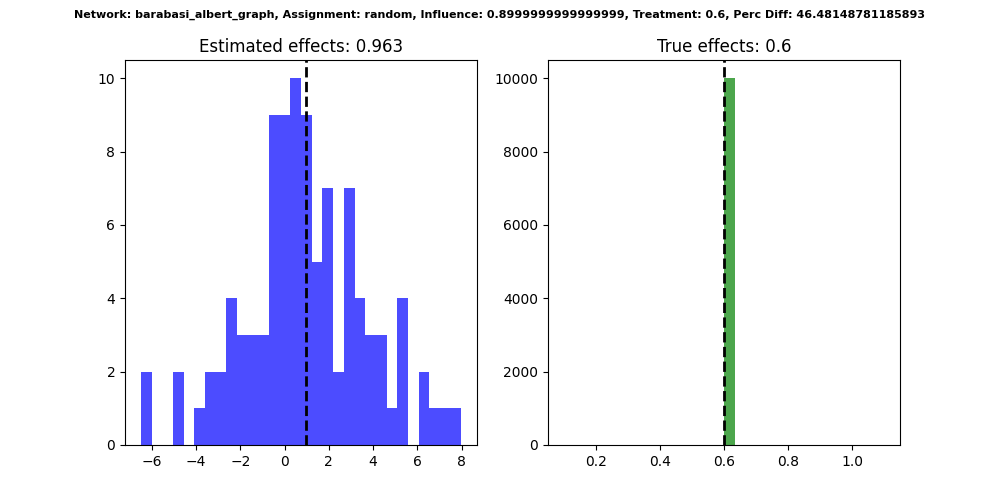 Network: barabasi_albert_graph, Assignment: random, Influence: 0.8999999999999999, Treatment: 0.6, Perc Diff: 46.48148781185893
Estimated effects: 0.963
True effects: 0.6
10
8
6
4
2
0
−6 −4 −2 0 2 4 6 8
10000
8000
6000
4000
2000
0
0.2 0.4 0.6 0.8 1.0